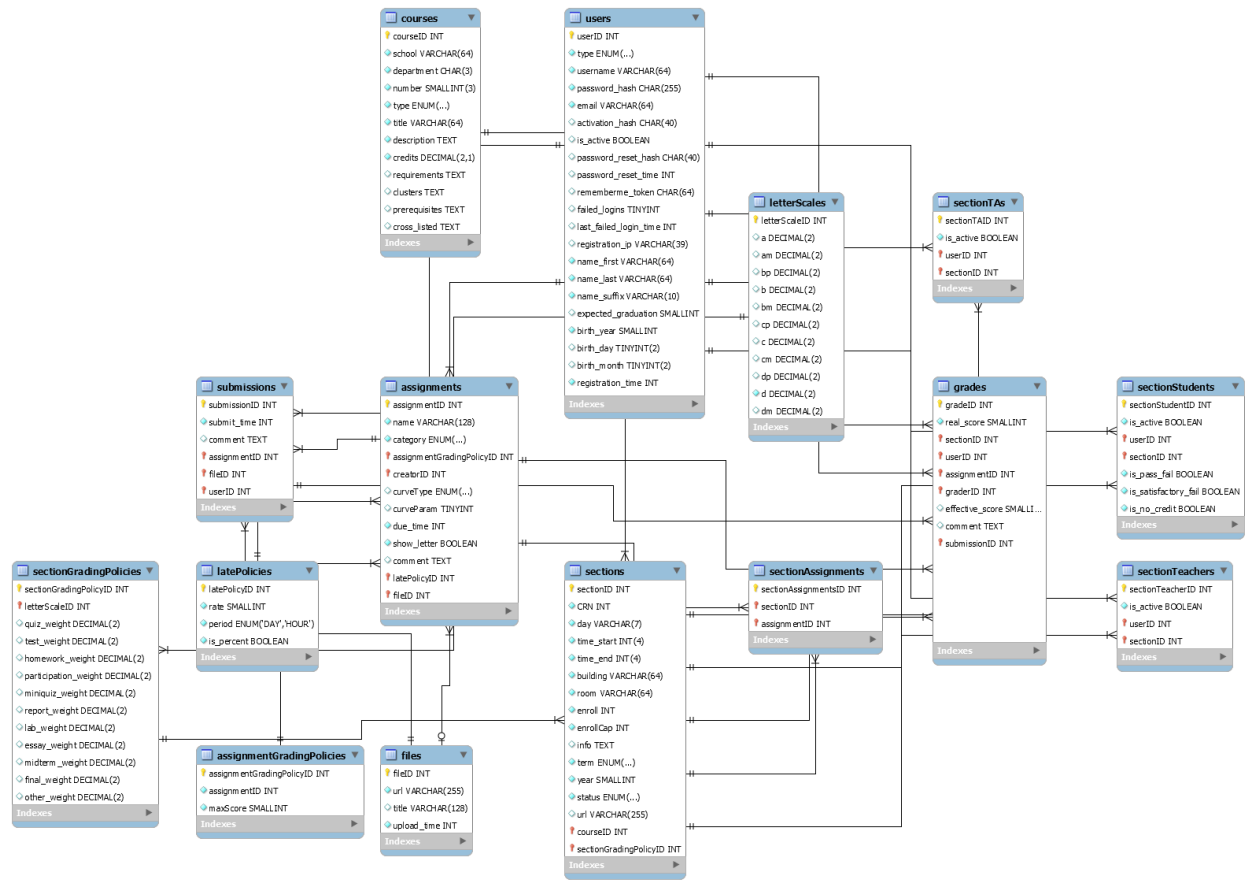 courses
courseID INT
school VARCHAR(64)
department CHAR(3)
number SMALLINT(3)
type ENUM(...)
title VARCHAR(64)
description TEXT
credits DECIMAL(2,1)
requirements TEXT
clusters TEXT
prerequisites TEXT
cross_listed TEXT
Indexes
users
userID INT
type ENUM(...)
username VARCHAR(64)
password_hash CHAR(255)
email VARCHAR(64)
activation_hash CHAR(40)
is_active BOOLEAN
password_reset_hash CHAR(40)
password_reset_time INT
rememberme_token CHAR(64)
failed_logins TINYINT
last_failed_login_time INT
registration_ip VARCHAR(39)
name_first VARCHAR(64)
name_last VARCHAR(64)
name_suffix VARCHAR(10)
expected_graduation SMALLINT
birth_year SMALLINT
birth_day TINYINT(2)
birth_month TINYINT(2)
registration_time INT
Indexes
letterScales
letterScaleID INT
a DECIMAL(2)
am DECIMAL(2)
bp DECIMAL(2)
b DECIMAL(2)
bm DECIMAL(2)
cp DECIMAL(2)
c DECIMAL(2)
cm DECIMAL(2)
dp DECIMAL(2)
d DECIMAL(2)
dm DECIMAL(2)
Indexes
sectionTAs
sectionTAID INT
is_active BOOLEAN
userID INT
sectionID INT
Indexes
submissions
submissionID INT
submit_time INT
comment TEXT
assignmentID INT
fileID INT
userID INT
Indexes
assignments
assignmentID INT
name VARCHAR(128)
category ENUM(...)
assignmentGradingPolicyID INT
creatorID INT
curveType ENUM(...)
curveParam TINYINT
due_time INT
show_letter BOOLEAN
comment TEXT
latePolicyID INT
fileID INT
Indexes
grades
gradeID INT
real_score SMALLINT
sectionID INT
userID INT
assignmentID INT
graderID INT
effective_score SMALLI...
comment TEXT
submissionID INT
Indexes
sectionStudents
sectionStudentID INT
is_active BOOLEAN
userID INT
sectionID INT
is_pass_fail BOOLEAN
is_satisfactory_fail BOOLEAN
is_no_credit BOOLEAN
Indexes
sectionGradingPolicies
sectionGradingPolicyID INT
letterScaleID INT
quiz_weight DECIMAL(2)
test_weight DECIMAL(2)
homework_weight DECIMAL(2)
participation_weight DECIMAL(2)
miniquiz_weight DECIMAL(2)
report_weight DECIMAL(2)
lab_weight DECIMAL(2)
essay_weight DECIMAL(2)
midterm_weight DECIMAL(2)
final_weight DECIMAL(2)
other_weight DECIMAL(2)
Indexes
latePolicies
latePolicyID INT
rate SMALLINT
period ENUM('DAY','HOUR')
is_percent BOOLEAN
Indexes
sections
sectionID INT
CRN INT
day VARCHAR(7)
time_start INT(4)
time_end INT(4)
building VARCHAR(64)
room VARCHAR(64)
enroll INT
enrollCap INT
info TEXT
term ENUM(...)
year SMALLINT
status ENUM(...)
url VARCHAR(255)
courseID INT
sectionGradingPolicyID INT
Indexes
sectionAssignments
sectionAssignmentsID INT
sectionID INT
assignmentID INT
Indexes
sectionTeachers
sectionTeacherID INT
is_active BOOLEAN
userID INT
sectionID INT
Indexes
assignmentGradingPolicies
assignmentGradingPolicyID INT
assignmentID INT
maxScore SMALLINT
Indexes
files
fileID INT
url VARCHAR(255)
title VARCHAR(128)
upload_time INT
Indexes